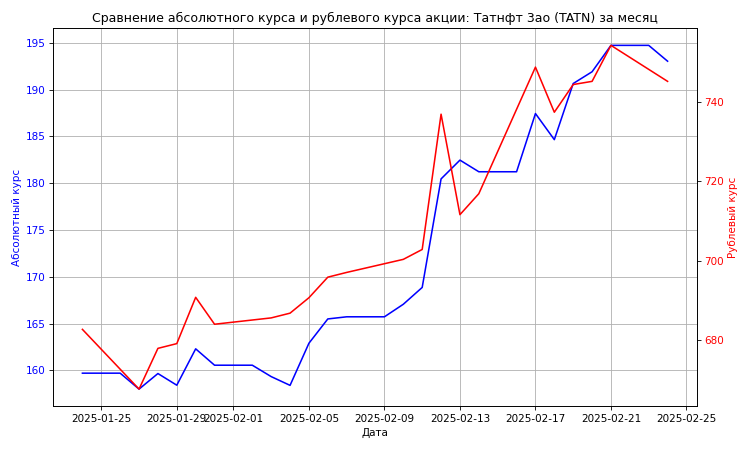 Сравнение абсолютного курса и рублевого курса акции: Татнфт 3ао (TATN) за месяц
195
190
185
180
175
170
165
160
Абсолютный курс
740
720
700
680
Рублевый курс
2025-01-25 2025-01-29 2025-02-01 2025-02-05 2025-02-09 2025-02-13 2025-02-17 2025-02-21 2025-02-25
Дата